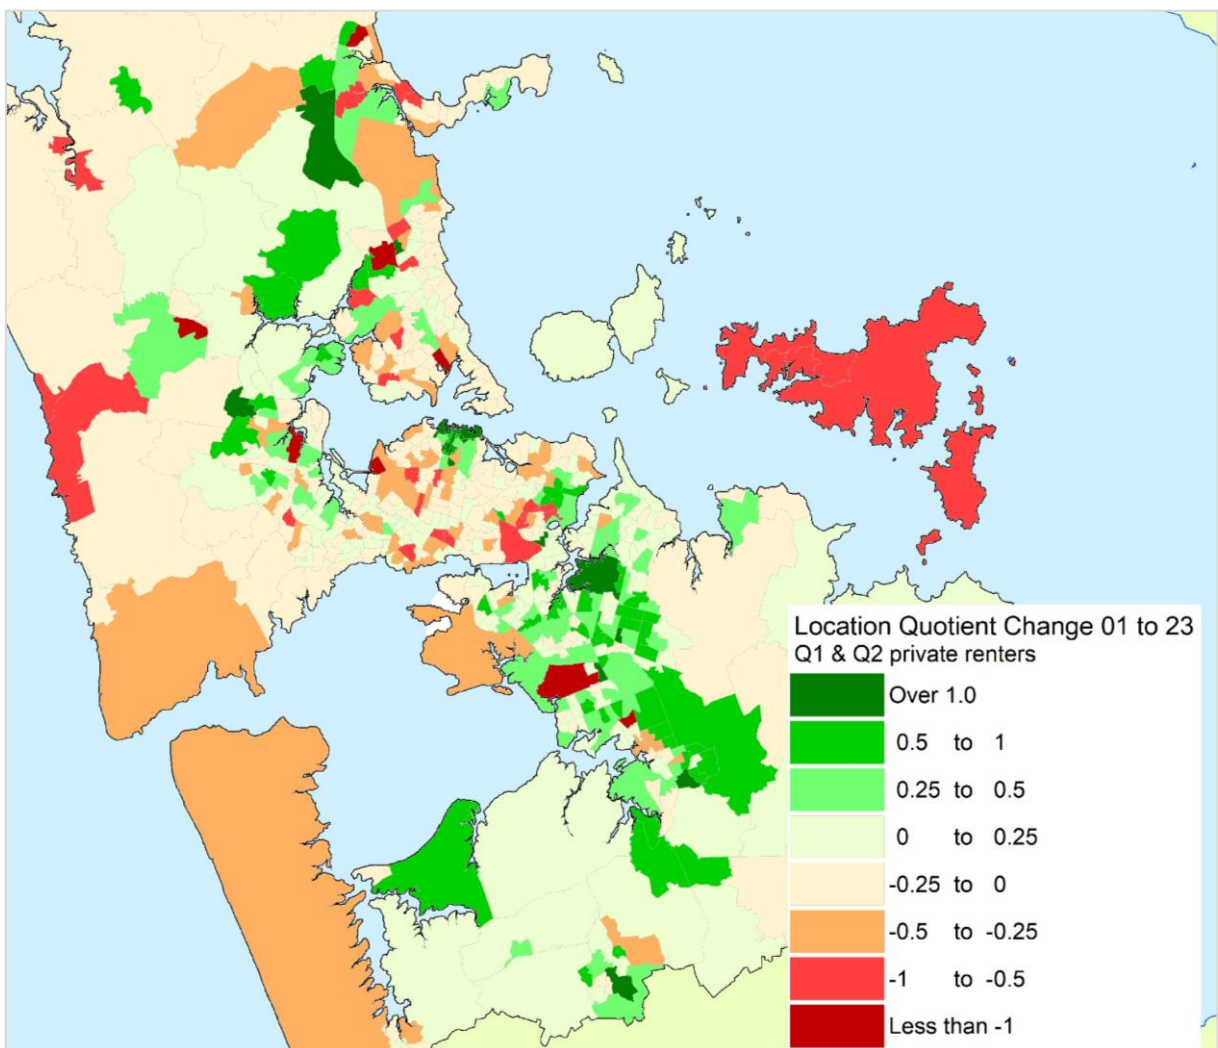 Location Quotient Change 01 to 23
Q1 & Q2 private renters
Over 1.0
0.5 to 1
0.25 to 0.5
0 to 0.25
-0.25 to 0
-0.5 to -0.25
-1 to -0.5
Less than -1